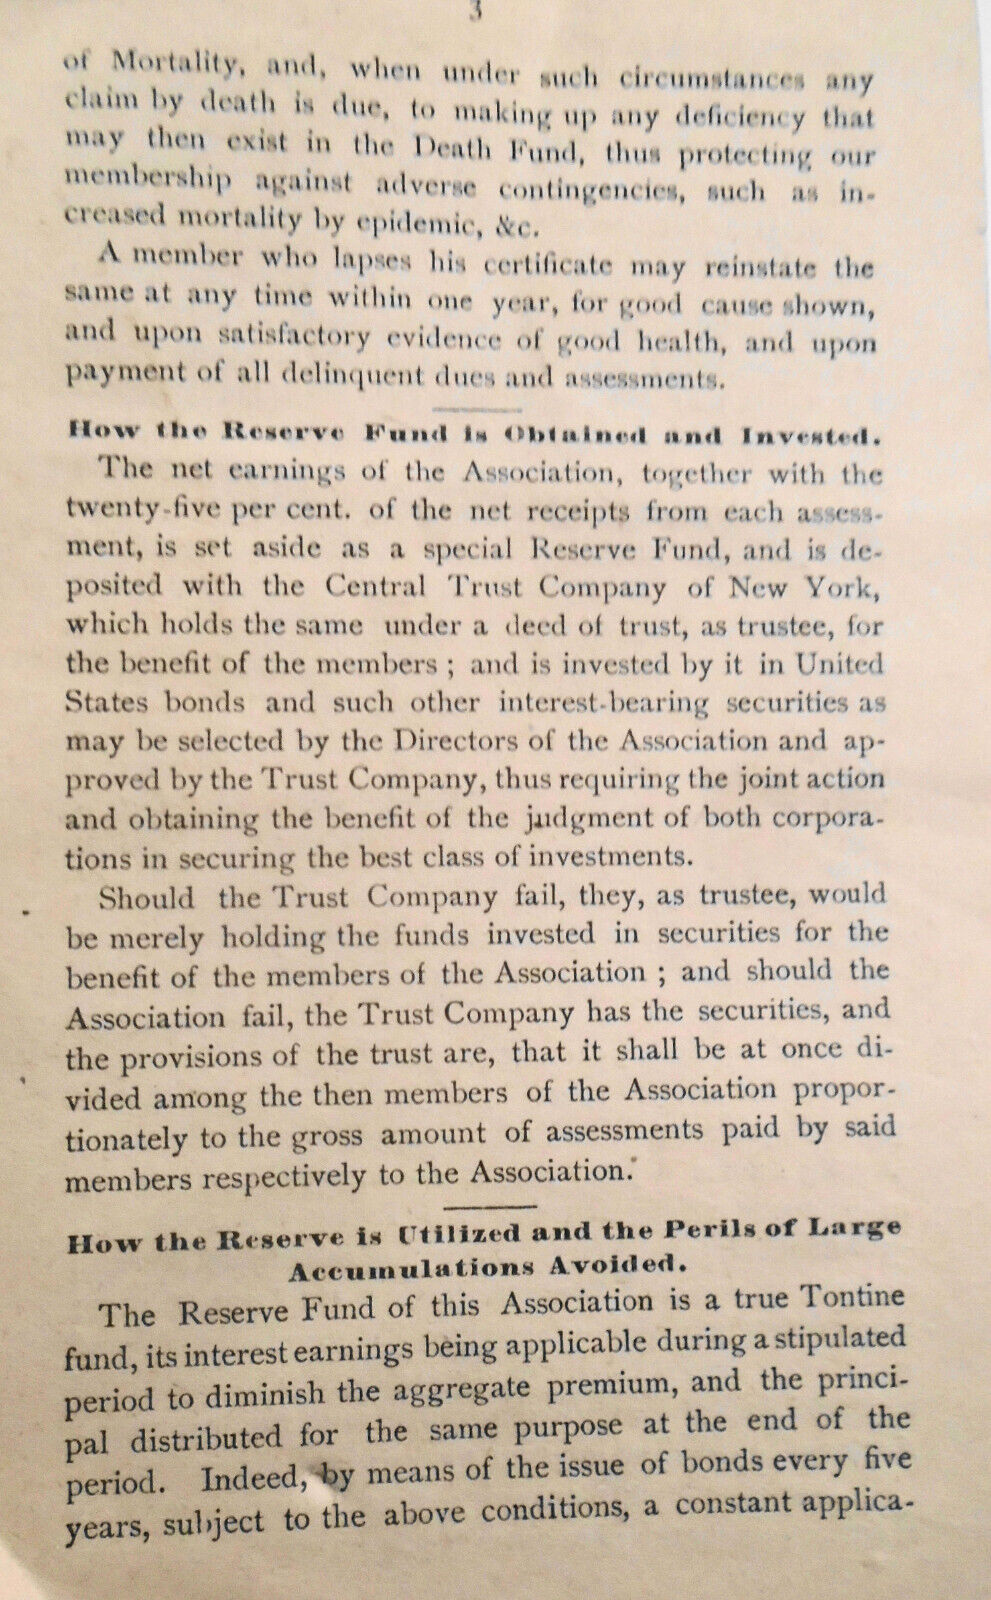 3
of Mortality, and, when under such circumstances any
claim by death is due, to making up any deficiency that
may then exist in the Death Fund, thus protecting our
membership against adverse contingencies, such as in-
creased mortality by epidemic, &c.
A member who lapses his certificate may reinstate the
same at any time within one year, for good cause shown,
and upon satisfactory evidence of good health, and upon
payment of all delinquent dues and assessments.
How the Reserve Fund is Obtained and Invested.
The net earnings of the Association, together with the
twenty-five per cent. of the net receipts from each assess-
ment, is set aside as a special Reserve Fund, and is de-
posited with the Central Trust Company of New York,
which holds the same under a deed of trust, as trustee, for
the benefit of the members ; and is invested by it in United
States bonds and such other interest-bearing securities as
may be selected by the Directors of the Association and ap-
proved by the Trust Company, thus requiring the joint action
and obtaining the benefit of the judgment of both corpora-
tions in securing the best class of investments.
Should the Trust Company fail, they, as trustee, would
be merely holding the funds invested in securities for the
benefit of the members of the Association ; and should the
Association fail, the Trust Company has the securities, and
the provisions of the trust are, that it shall be at once di-
vided among the then members of the Association propor-
tionately to the gross amount of assessments paid by said
members respectively to the Association.
How the Reserve is Utilized and the Perils of Large
Accumulations Avoided.
The Reserve Fund of this Association is a true Tontine
fund, its interest earnings being applicable during a stipulated
period to diminish the aggregate premium, and the princi-
pal distributed for the same purpose at the end of the
period. Indeed, by means of the issue of bonds every five
years, subject to the above conditions, a constant applica-